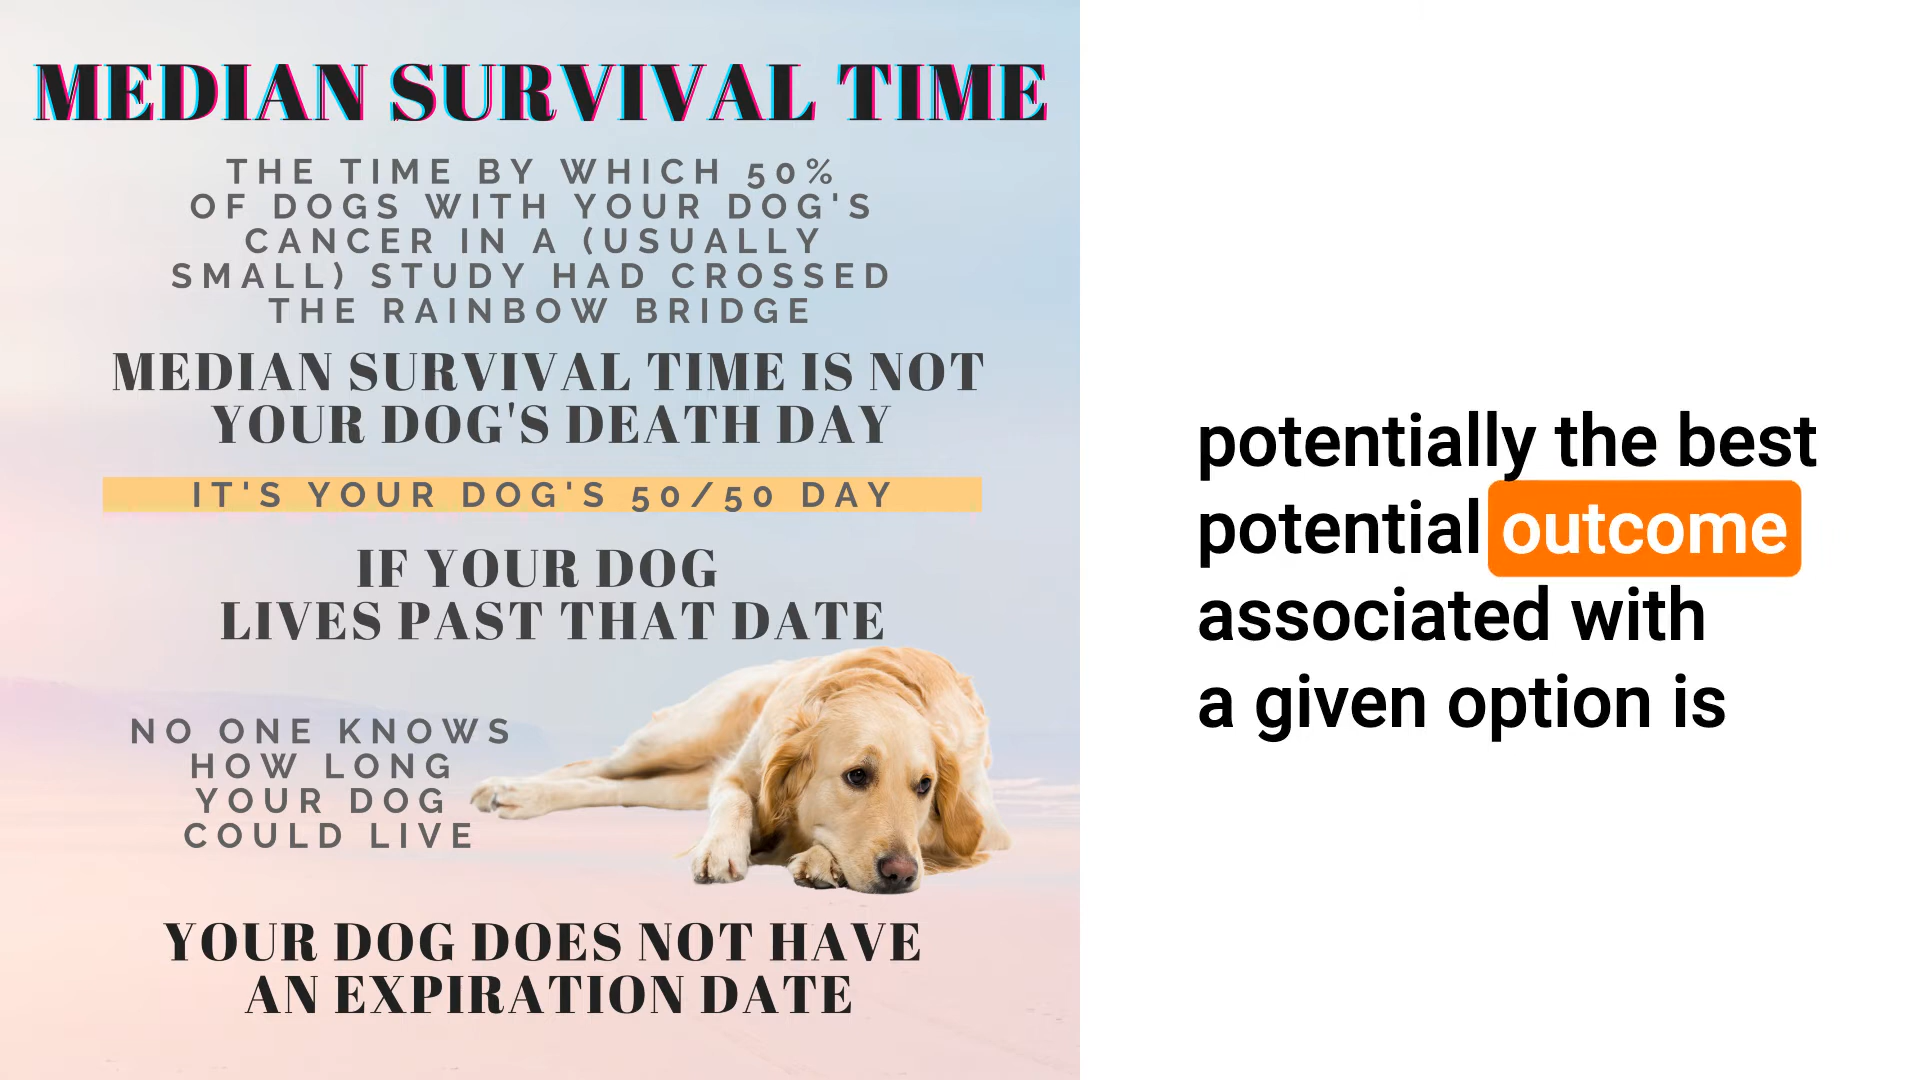 MEDIAN SURVIVAL TIME
THE TIME BY WHICH 50%
OF DOGS WITH YOUR DOG'S
CANCER IN A (USUALLY
SMALL) STUDY HAD CROSSED
THE RAINBOW BRIDGE
MEDIAN SURVIVAL TIME IS NOT
YOUR DOG'S DEATH DAY
IT'S YOUR DOG'S 50/50 DAY
IF YOUR DOG
LIVES PAST THAT DATE
NO ONE KNOWS
HOW LONG
YOUR DOG
COULD LIVE
YOUR DOG DOES NOT HAVE
AN EXPIRATION DATE
potentially the best
potential outcome
associated with
a given option is